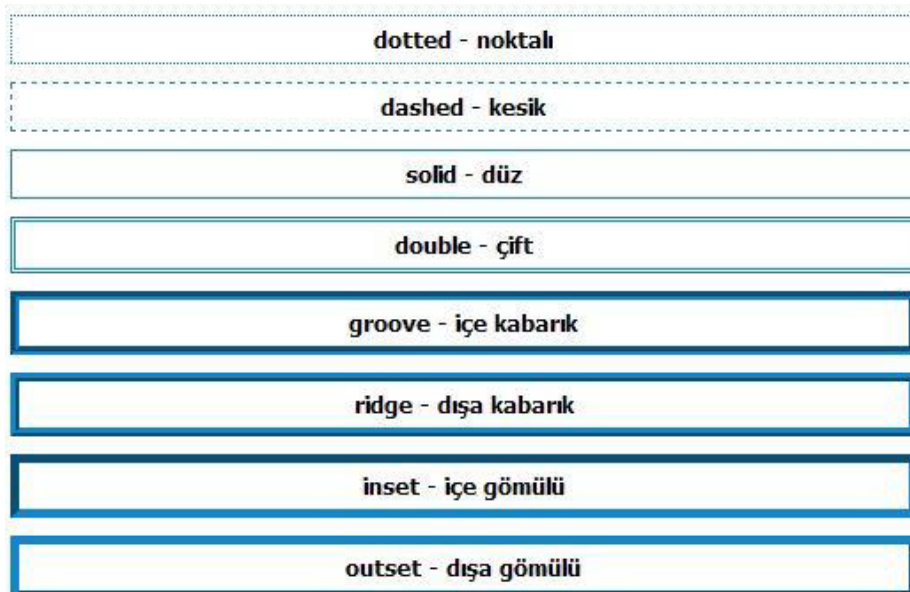 dotted - noktalı
dashed - kesik
solid - düz
double - çift
groove - içe kabarık
ridge - dışa kabarık
inset - içe gömülü
outset - dışa gömülü